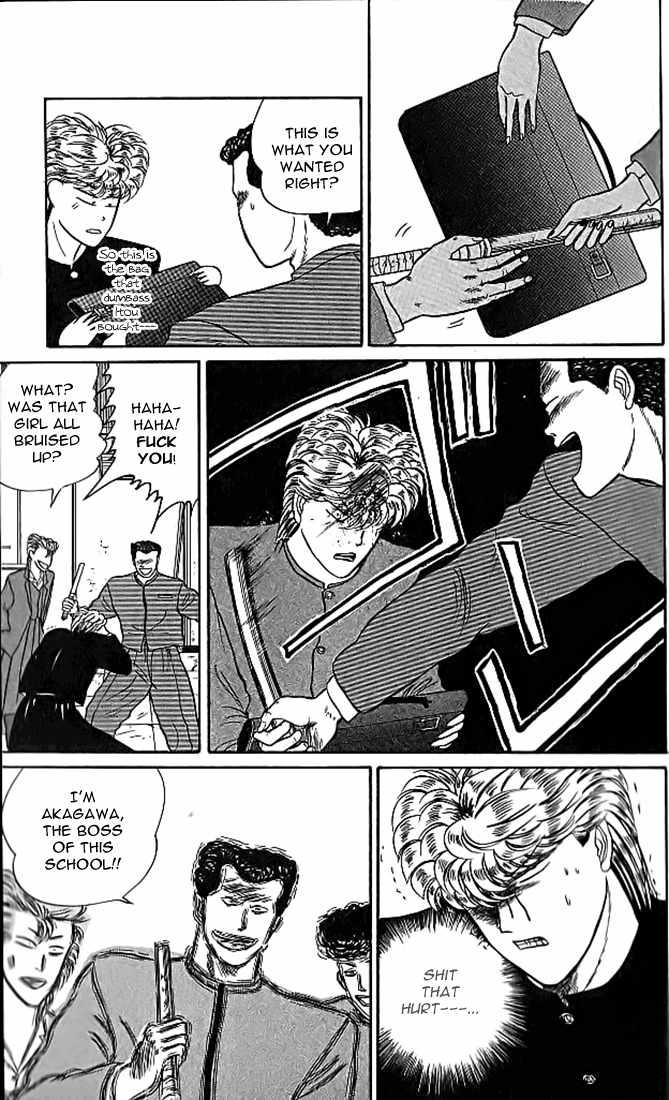 THIS IS
WHAT YOU
WANTED
RIGHT?
So this is
the bag
that
dumbass
Itou
bought---
HAHA-
HAHA!
FUCK
YOU!
WHAT?
WAS THAT
GIRL ALL
BRUISED
UP?
SHIT
THAT
HURT---...
I'M
AKAGAWA,
THE BOSS
OF THIS
SCHOOL!!